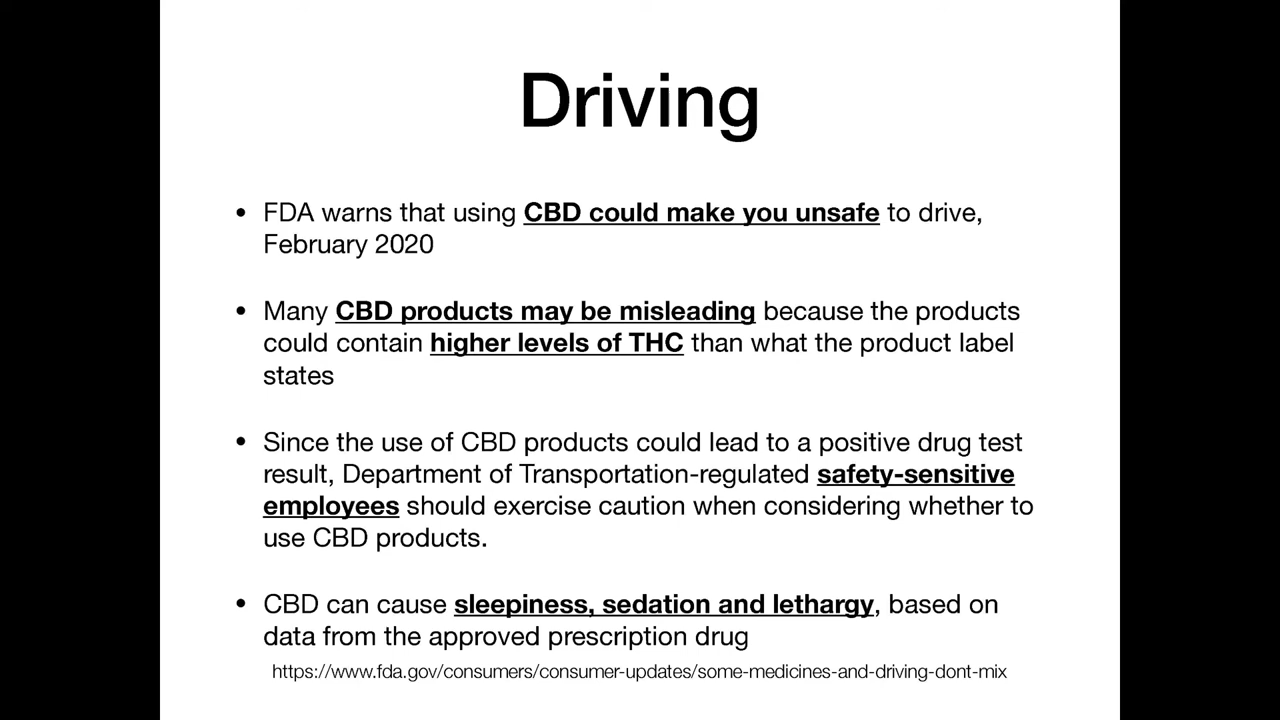 Driving
• FDA warns that using CBD could make you unsafe to drive,
February 2020
• Many CBD products may be misleading because the products
could contain higher levels of THC than what the product label
states
• Since the use of CBD products could lead to a positive drug test
result, Department of Transportation-regulated safety-sensitive
employees should exercise caution when considering whether to
use CBD products.
• CBD can cause sleepiness, sedation and lethargy, based on
data from the approved prescription drug
https://www.fda.gov/consumers/consumer-updates/some-medicines-and-driving-dont-mix